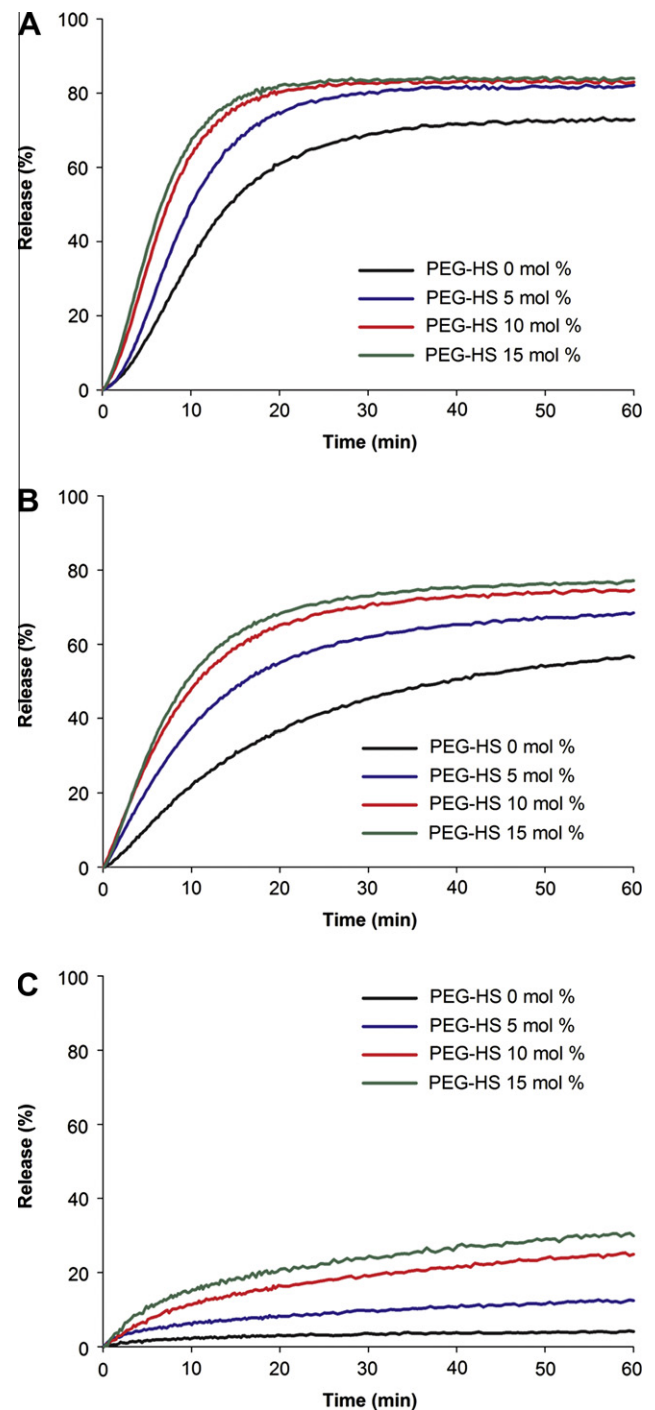 A
100
80
60
40
20
0
Release (%)
PEG-HS 0 mol %
PEG-HS 5 mol %
PEG-HS 10 mol %
PEG-HS 15 mol %
0 10 20 30 40 50 60
Time (min)
B
100
80
60
40
20
0
Release (%)
PEG-HS 0 mol %
PEG-HS 5 mol %
PEG-HS 10 mol %
PEG-HS 15 mol %
0 10 20 30 40 50 60
Time (min)
C
100
80
60
40
20
0
Release (%)
PEG-HS 0 mol %
PEG-HS 5 mol %
PEG-HS 10 mol %
PEG-HS 15 mol %
0 10 20 30 40 50 60
Time (min)